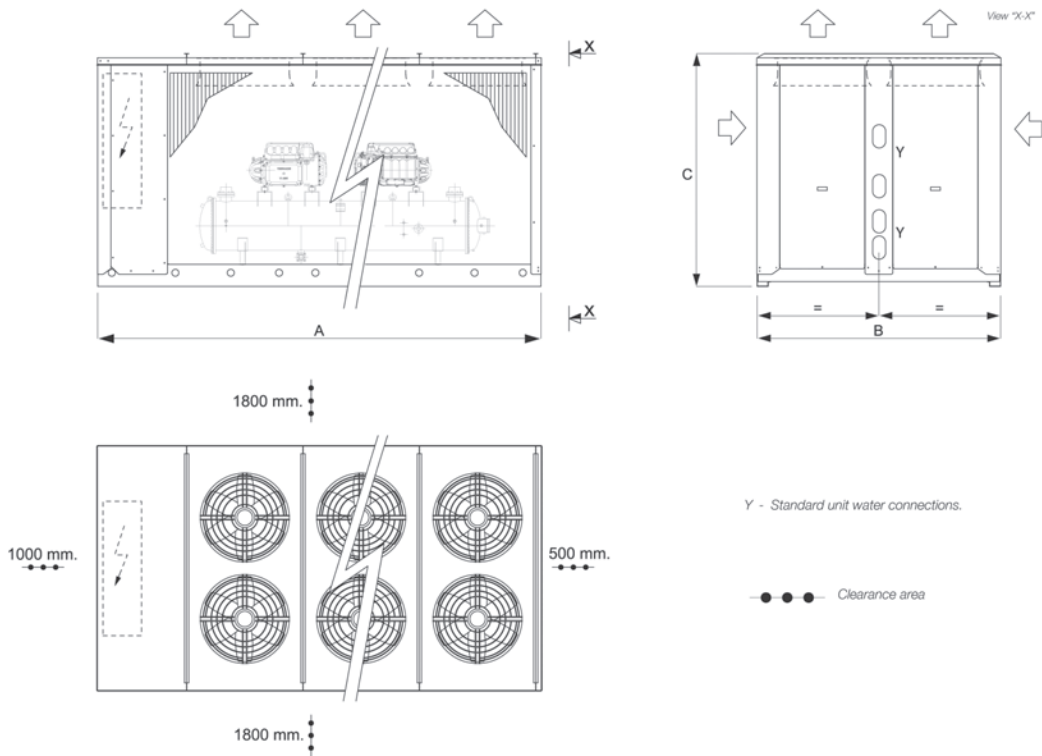 View "X-X"
X
C
Y
Y
X
A
=
=
B
1800 mm.
Y - Standard unit water connections.
1000 mm.
500 mm.
Clearance area
1800 mm.